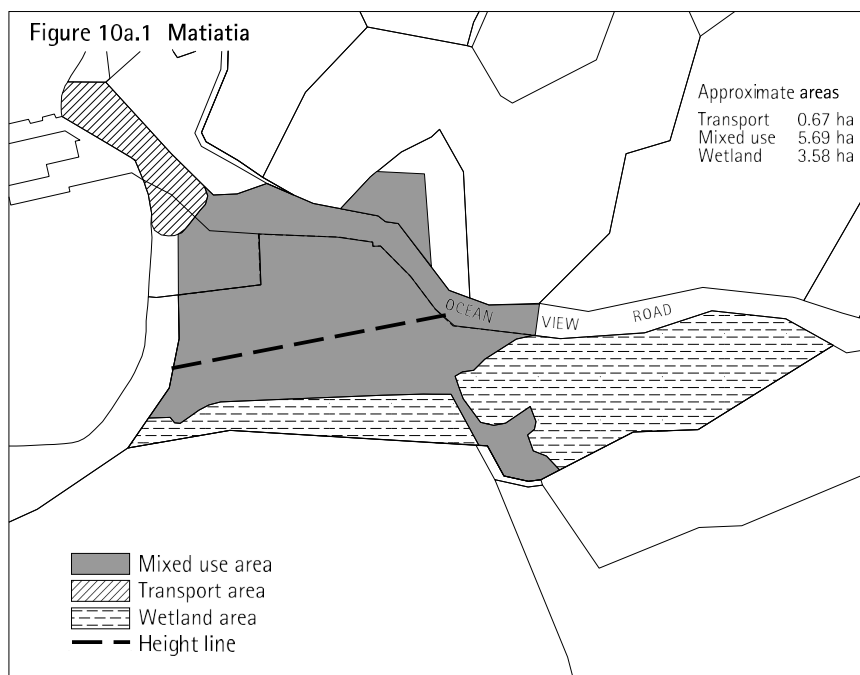 Figure 10a.1 Matiatia
Approximate areas
Transport 0.67 ha
Mixed use 5.69 ha
Wetland 3.58 ha
OCEAN VIEW ROAD
Mixed use area
Transport area
Wetland area
Height line